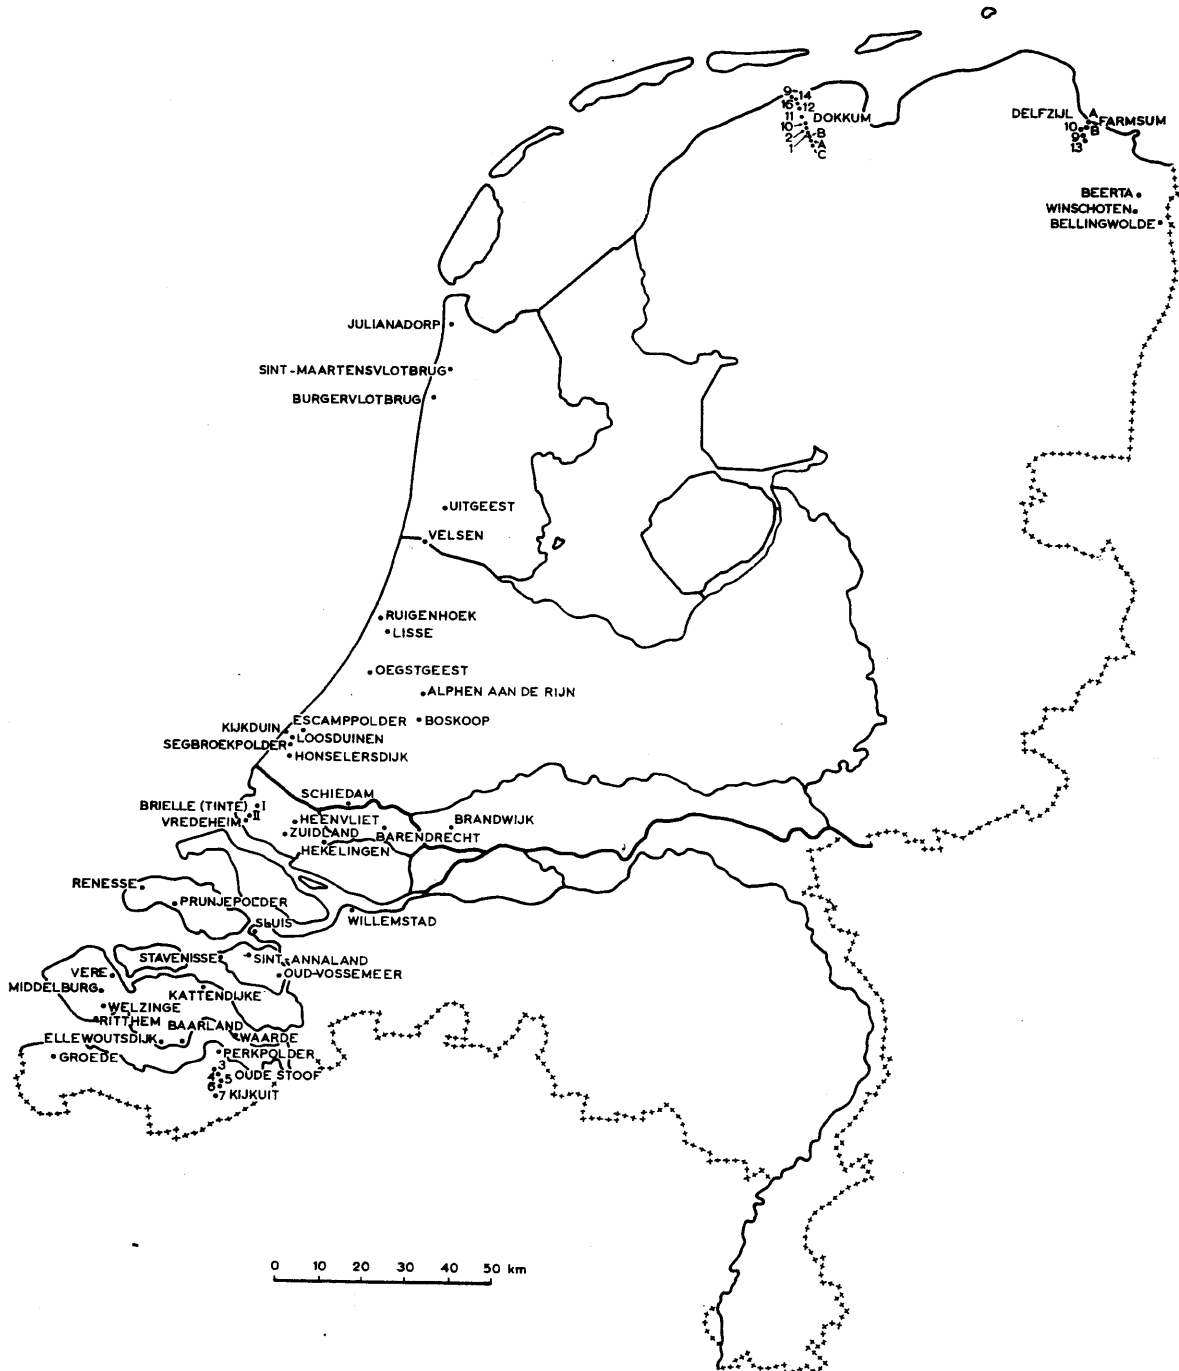 9
14
16
12
11
DOKKUM
10
2
B
1
A
C
DELFZIJL
A
FARMSUM
10
B
9
13
BEERTA
WINSCHOTEN
BELLINGWOLDE
JULIANADORP
SINT-MAARTENSVLOTBRUG
BURGERVLOTBRUG
UITGEEST
VELSEN
RUIGENHOEK
LISSE
OEGSTGEEST
ALPHEN AAN DE RIJN
BOSKOOP
ESCAMPPOLDER
KIJKDUIN
LOOSDUINEN
SEGBROEKPOLDER
HONSELERSDIJK
SCHIEDAM
BRIELLE (TINTE) I
II
VREDEHEIM
HEENVLIET
BRANDWIJK
ZUIDLAND
BARENDRECHT
HEKELINGEN
RENESSE
PRUNJEPOLDER
WILLEMSTAD
SLUIS
STAVENISSE
SINT-ANNALAND
VERE
OUD-VOSSEMEER
MIDDELBURG
KATTENDIJKE
WELZINGE
RITTHEM
BAARLAND
ELLEWOUTSDIJK
WAARDE
GROEDE
PERKPOLDER
3
4
OUDE STOOF
5
6
7 KIJKUIT
0 10 20 30 40 50 km